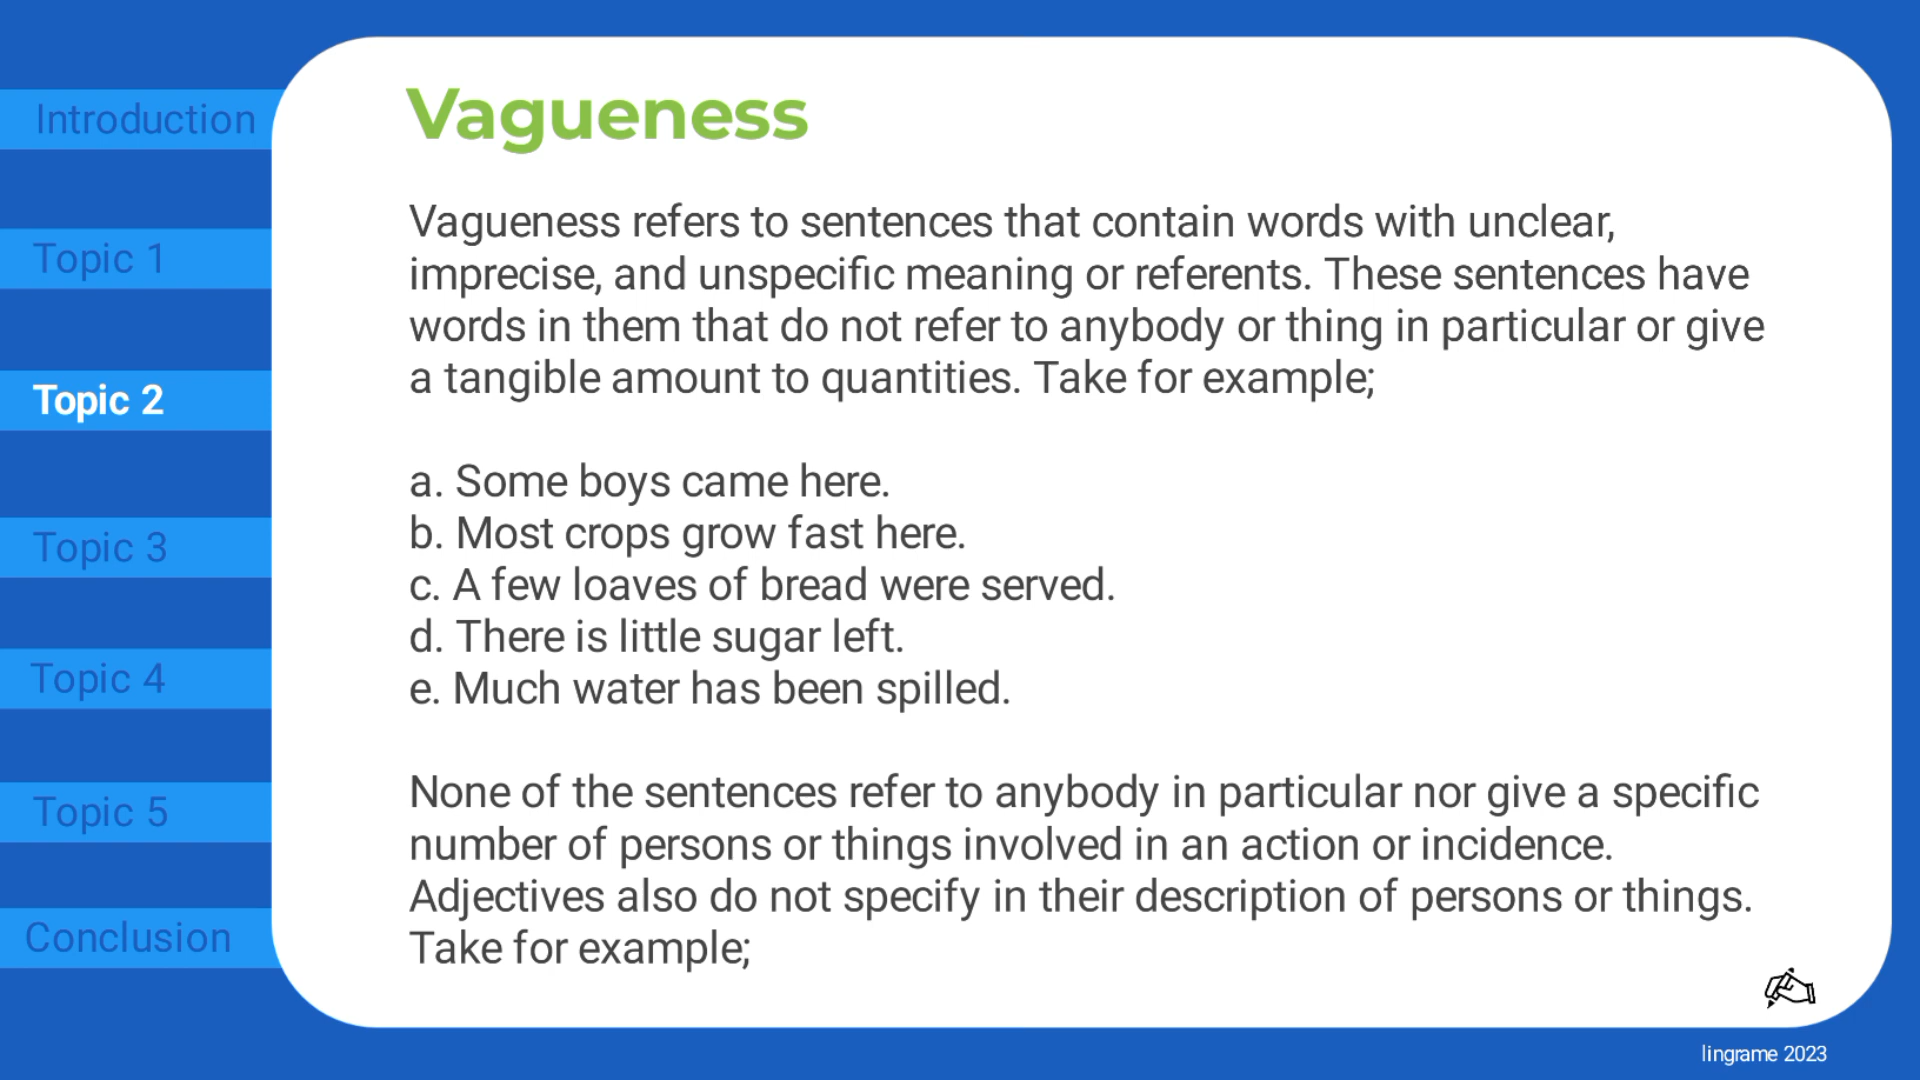 Introduction
Topic 1
Topic 2
Topic 3
Topic 4
Topic 5
Conclusion
Vagueness
Vagueness refers to sentences that contain words with unclear,
imprecise, and unspecific meaning or referents. These sentences have
words in them that do not refer to anybody or thing in particular or give
a tangible amount to quantities. Take for example;
a. Some boys came here.
b. Most crops grow fast here.
c. A few loaves of bread were served.
d. There is little sugar left.
e. Much water has been spilled.
None of the sentences refer to anybody in particular nor give a specific
number of persons or things involved in an action or incidence.
Adjectives also do not specify in their description of persons or things.
Take for example;
lingrame 2023